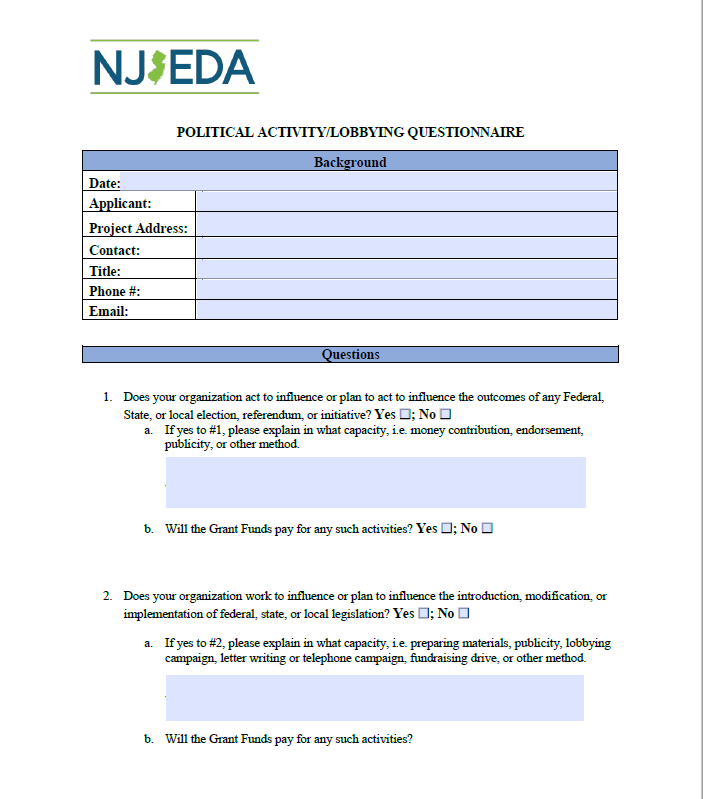 NJEDA
POLITICAL ACTIVITY/LOBBYING QUESTIONNAIRE
Background
Date:
Applicant:
Project Address:
Contact:
Title:
Phone #:
Email:
Questions
1. Does your organization act to influence or plan to act to influence the outcomes of any Federal,
State, or local election, referendum, or initiative? Yes ☐; No ☐
a. If yes to #1, please explain in what capacity, i.e. money contribution, endorsement,
publicity, or other method.
b. Will the Grant Funds pay for any such activities? Yes ☐; No ☐
2. Does your organization work to influence or plan to influence the introduction, modification, or
implementation of federal, state, or local legislation? Yes ☐; No ☐
a. If yes to #2, please explain in what capacity, i.e. preparing materials, publicity, lobbying
campaign, letter writing or telephone campaign, fundraising drive, or other method.
b. Will the Grant Funds pay for any such activities?